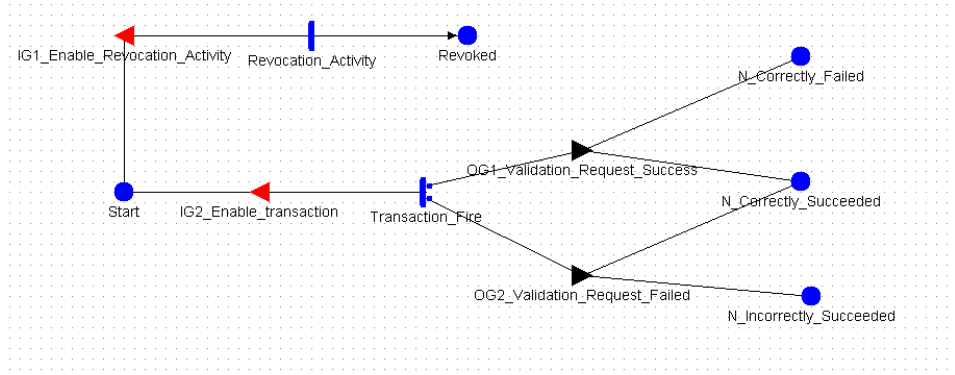 IG1_Enable_Revocation_Activity
Revocation_Activity
Revoked
N_Correctly_Failed
OG1_Validation_Request_Success
N_Correctly_Succeeded
Start
IG2_Enable_transaction
Transaction_Fire
OG2_Validation_Request_Failed
N_Incorrectly_Succeeded